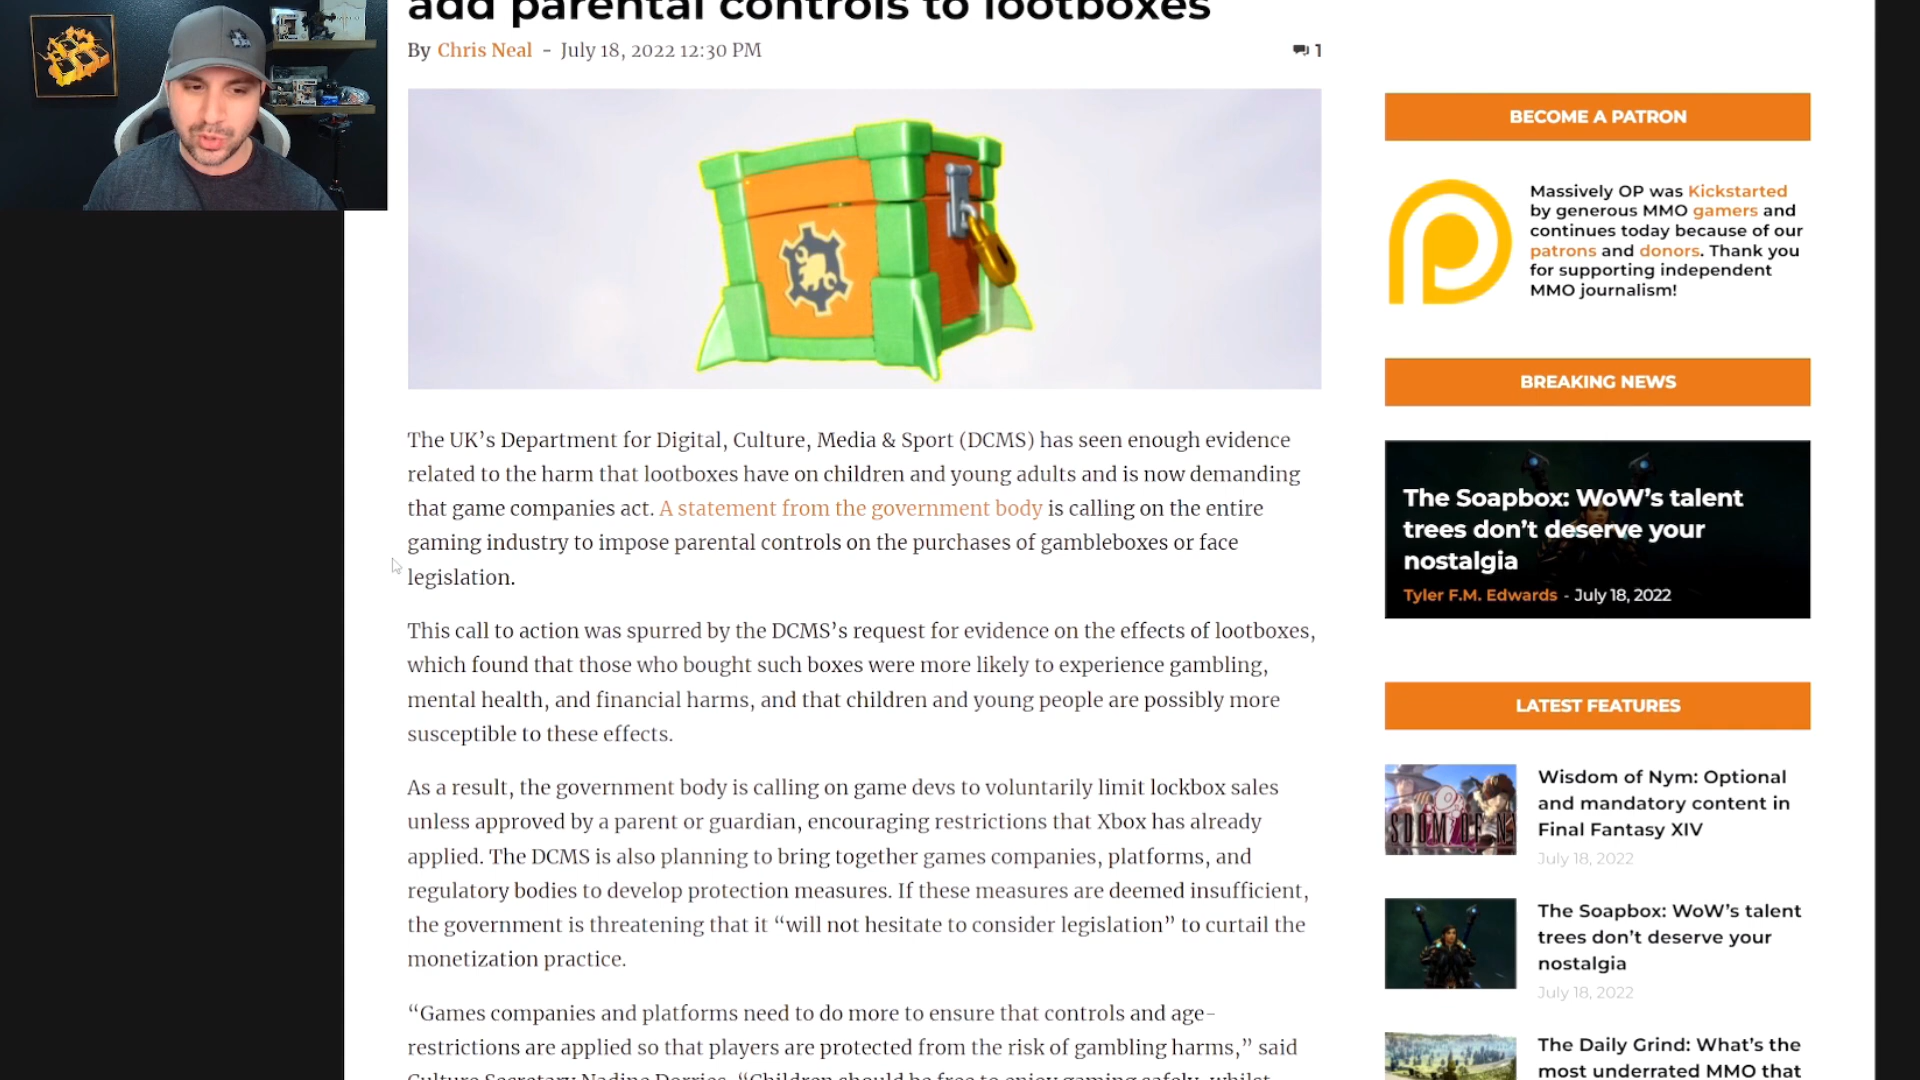 add parental controls to lootboxes
By Chris Neal - July 18, 2022 12:30 PM
1
The UK’s Department for Digital, Culture, Media & Sport (DCMS) has seen enough evidence
related to the harm that lootboxes have on children and young adults and is now demanding
that game companies act. A statement from the government body is calling on the entire
gaming industry to impose parental controls on the purchases of gambleboxes or face
legislation.
This call to action was spurred by the DCMS’s request for evidence on the effects of lootboxes,
which found that those who bought such boxes were more likely to experience gambling,
mental health, and financial harms, and that children and young people are possibly more
susceptible to these effects.
As a result, the government body is calling on game devs to voluntarily limit lockbox sales
unless approved by a parent or guardian, encouraging restrictions that Xbox has already
applied. The DCMS is also planning to bring together games companies, platforms, and
regulatory bodies to develop protection measures. If these measures are deemed insufficient,
the government is threatening that it “will not hesitate to consider legislation” to curtail the
monetization practice.
“Games companies and platforms need to do more to ensure that controls and age-
restrictions are applied so that players are protected from the risk of gambling harms,” said
Culture Secretary Nadine Dorries. “Children should be free to enjoy gaming safely, whilst
BECOME A PATRON
Massively OP was Kickstarted
by generous MMO gamers and
continues today because of our
patrons and donors. Thank you
for supporting independent
MMO journalism!
BREAKING NEWS
The Soapbox: WoW’s talent
trees don’t deserve your
nostalgia
Tyler F.M. Edwards - July 18, 2022
LATEST FEATURES
Wisdom of Nym: Optional
and mandatory content in
Final Fantasy XIV
July 18, 2022
The Soapbox: WoW’s talent
trees don’t deserve your
nostalgia
July 18, 2022
The Daily Grind: What’s the
most underrated MMO that